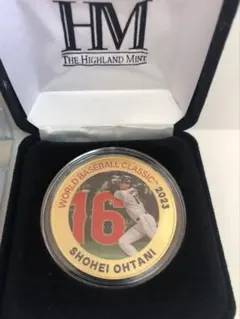 HM
THE HIGHLAND MINT
WORLD BASEBALL CLASSIC™ 2023
16
SHOHEI OHTANI